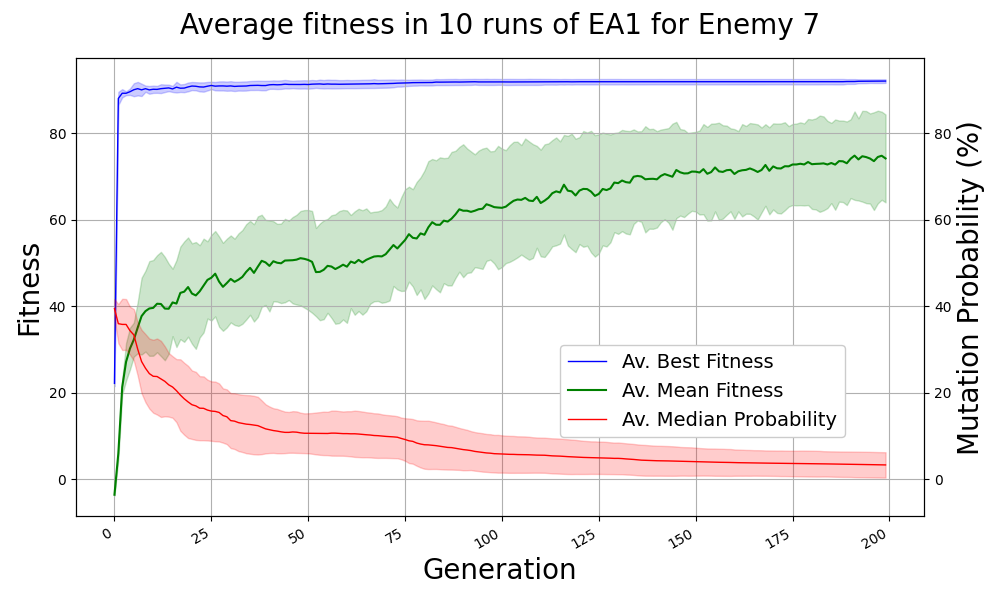 Average fitness in 10 runs of EA1 for Enemy 7
Fitness
80
60
40
20
0
80
60
40
20
0
Mutation Probability (%)
Av. Best Fitness
Av. Mean Fitness
Av. Median Probability
0
25
50
75
100
125
150
175
200
Generation